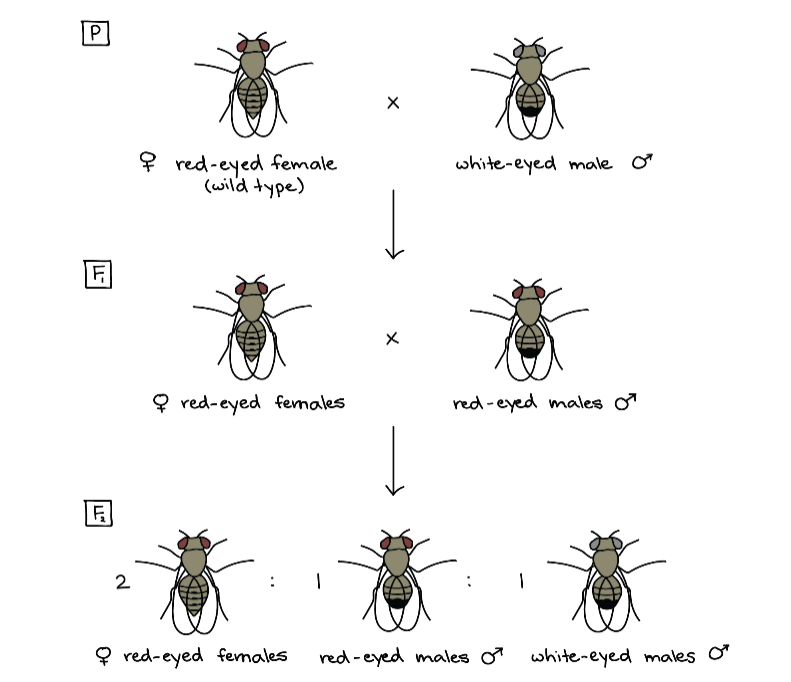 P
×
♀ red-eyed female
(wild type)
white-eyed male ♂
F₁
×
♀ red-eyed females
red-eyed males ♂
F₂
2 : 1 : 1
♀ red-eyed females
red-eyed males ♂
white-eyed males ♂